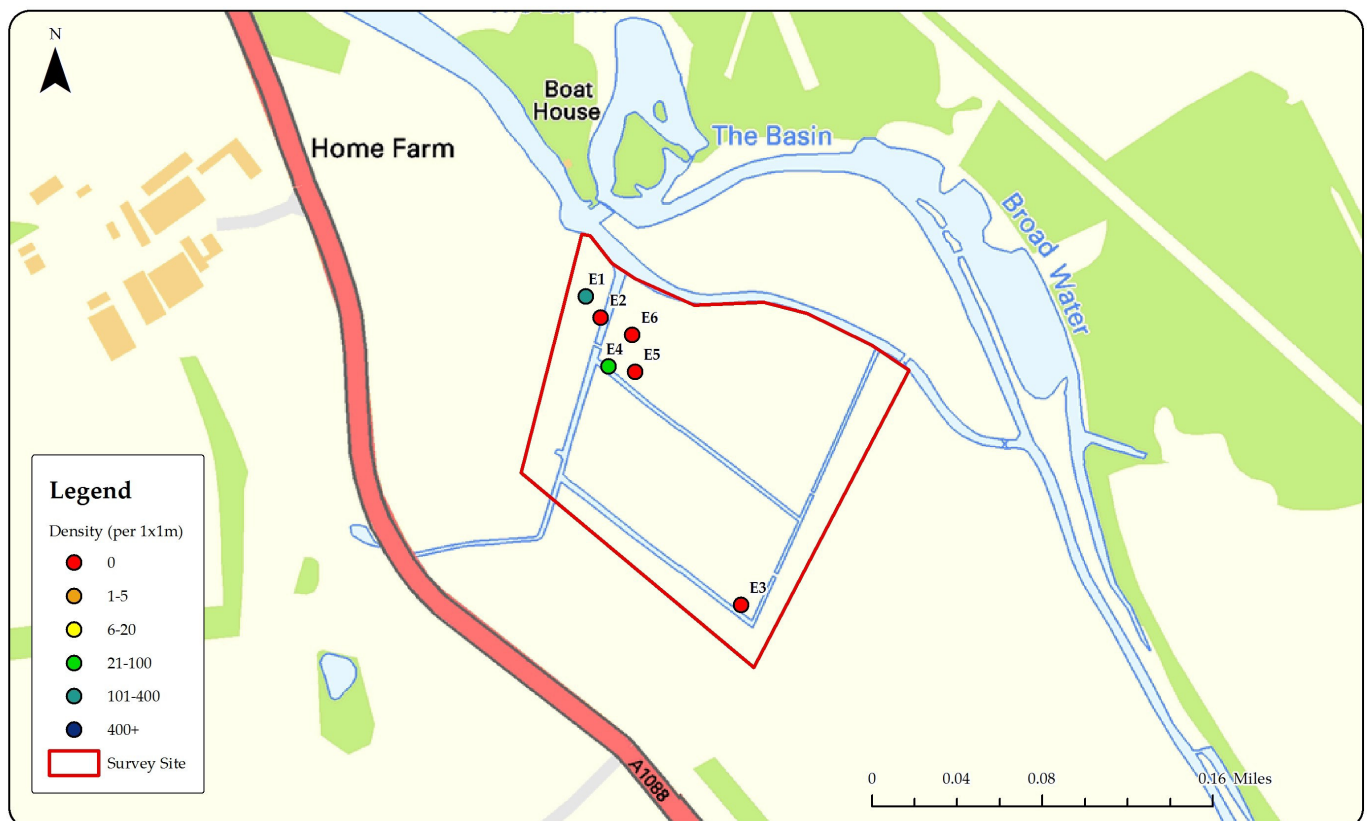 The Basin
N
Boat
House
The Basin
Home Farm
Broad Water
E1
E2
E6
E4
E5
E3
Legend
Density (per 1x1m)
0
1-5
6-20
21-100
101-400
400+
Survey Site
A1088
0 0.04 0.08 0.16 Miles